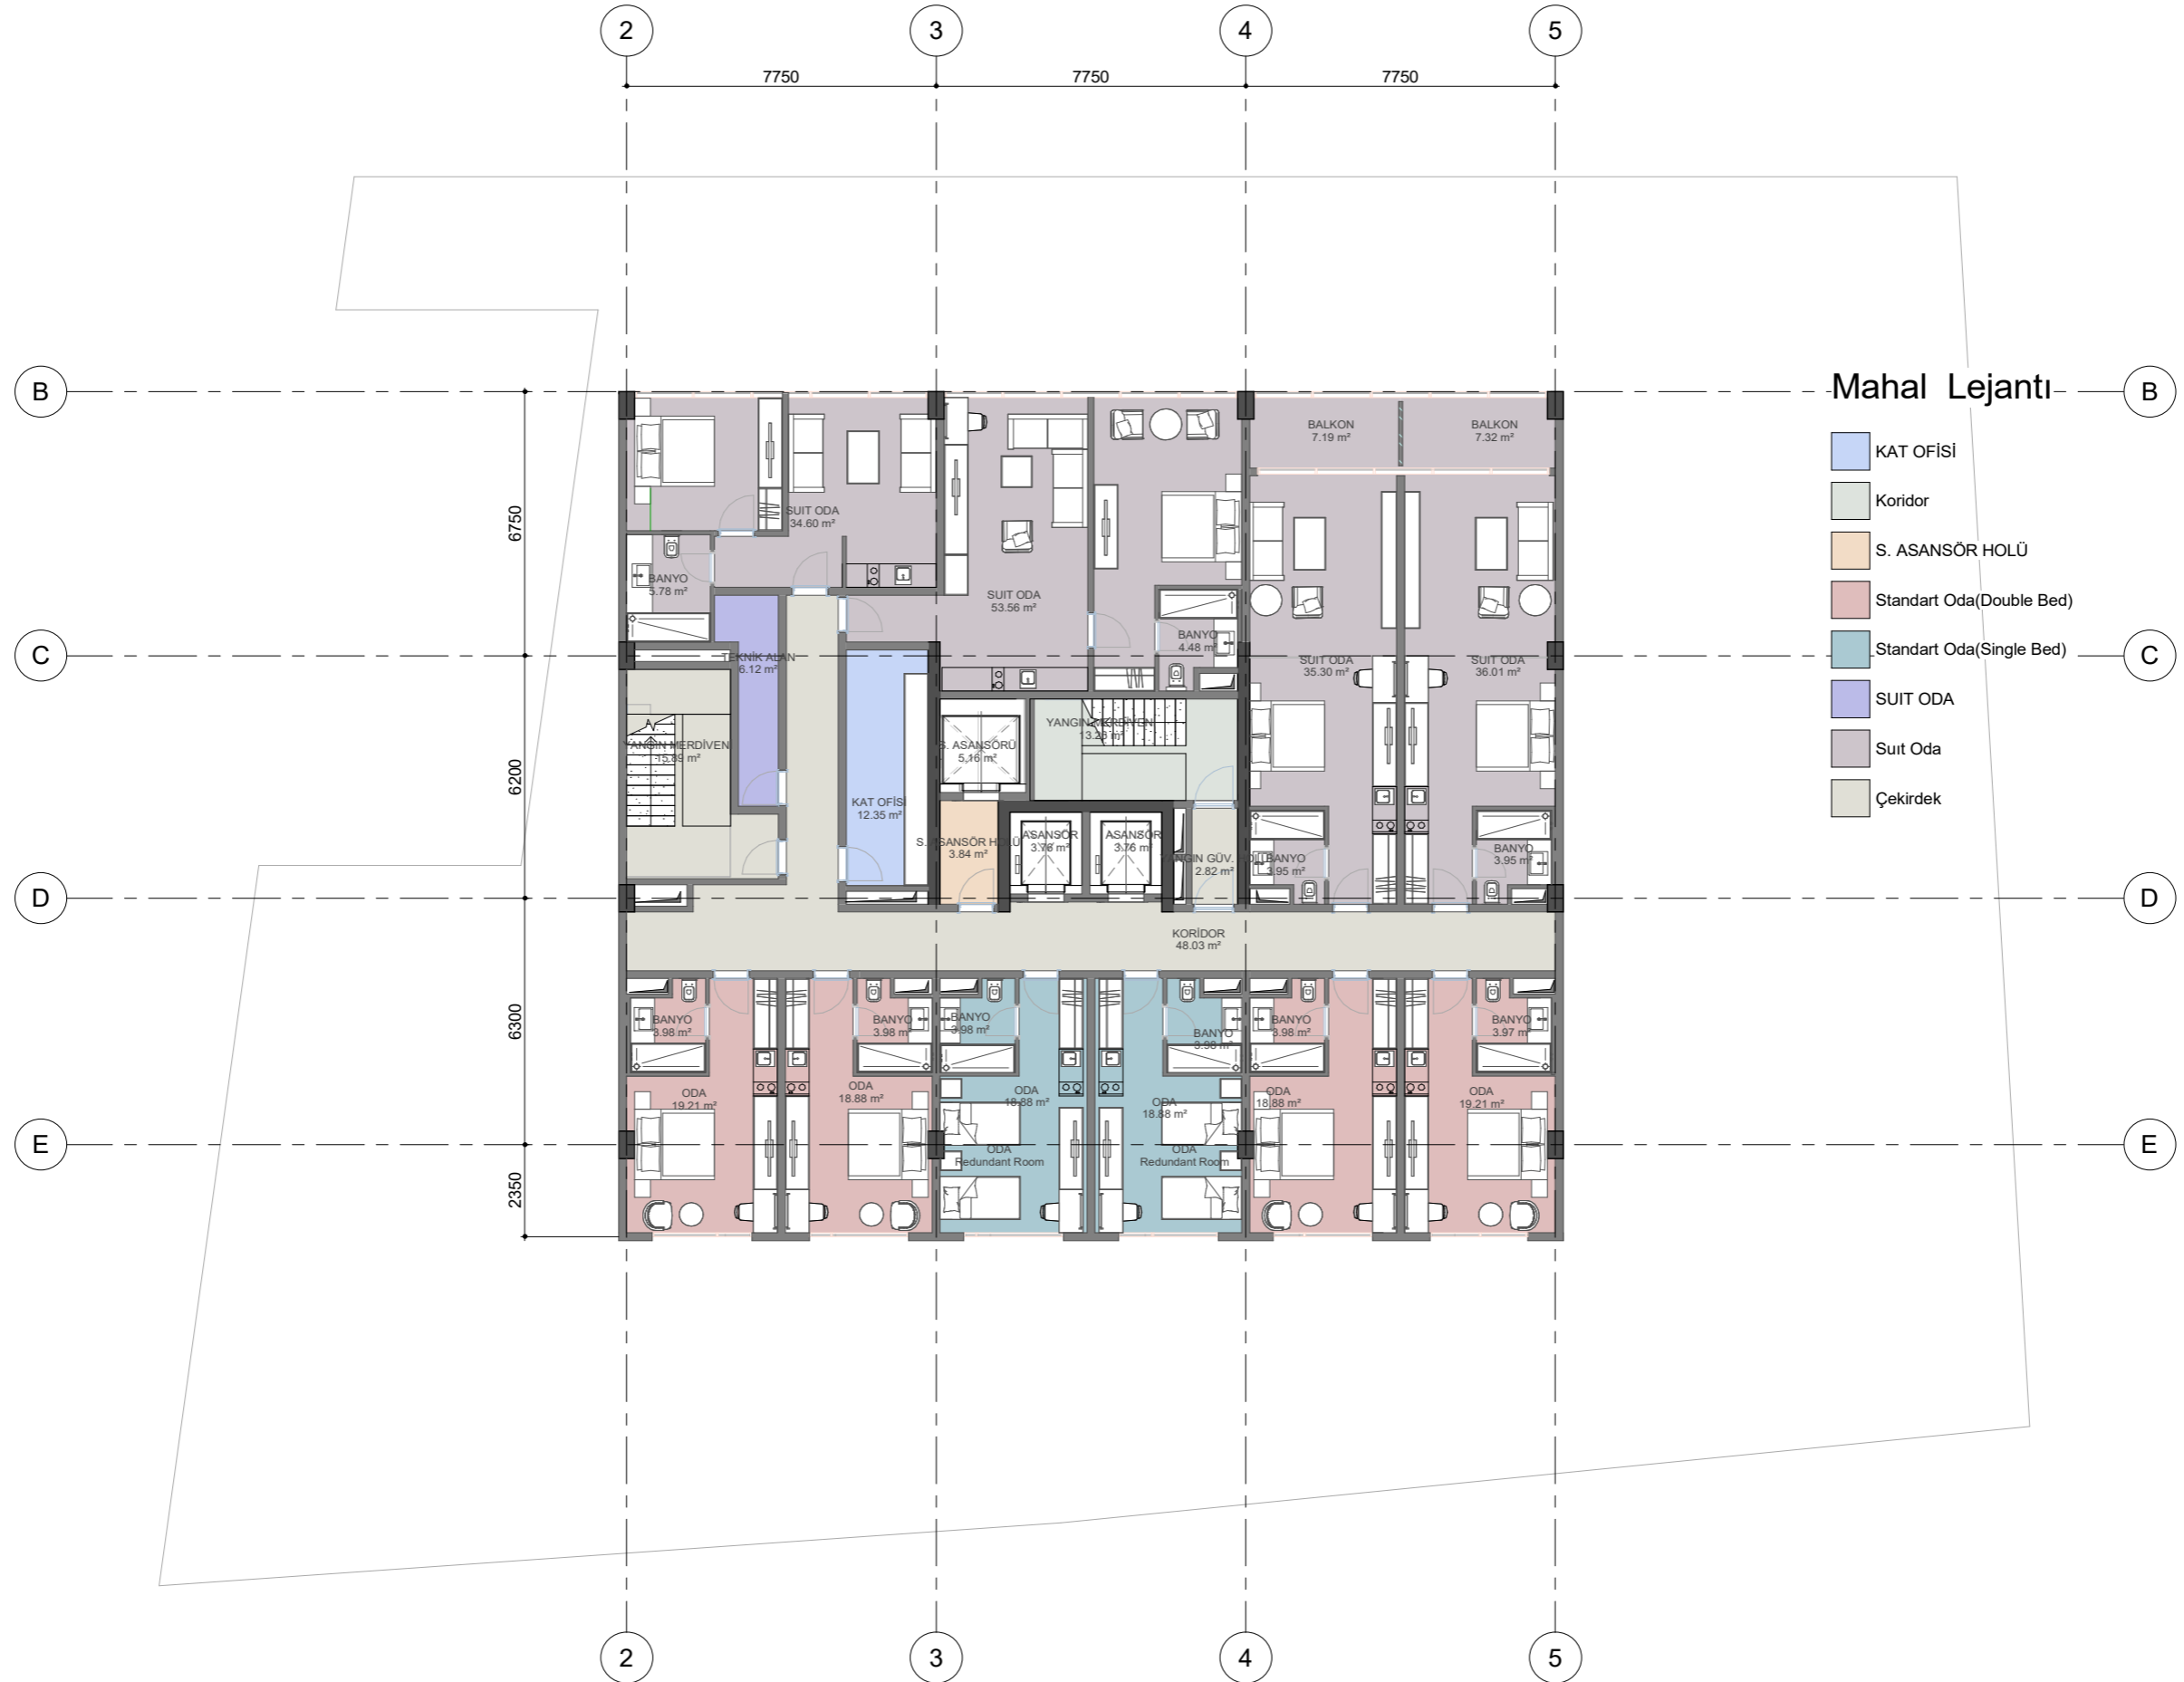 2
3
4
5
7750
7750
7750
B
Mahal Lejantı
B
KAT OFİSİ
Koridor
S. ASANSÖR HOLÜ
Standart Oda(Double Bed)
Standart Oda(Single Bed)
SUIT ODA
Suıt Oda
Çekirdek
6750
6200
6300
2350
BALKON
7.19 m²
BALKON
7.32 m²
SUIT ODA
34.60 m²
BANYO
5.78 m²
SUIT ODA
53.56 m²
BANYO
4.48 m²
C
C
TEKNİK ALAN
6.12 m²
SUIT ODA
35.30 m²
SUIT ODA
36.01 m²
YANGIN MERDİVEN
15.89 m²
S. ASANSÖRÜ
5.16 m²
YANGIN MERDİVEN
13.28 m²
KAT OFİSİ
12.35 m²
S. ASANSÖR HOLÜ
3.84 m²
ASANSÖR
3.76 m²
ASANSÖR
3.76 m²
YANGIN GÜV.
2.82 m²
BANYO
3.95 m²
BANYO
3.95 m²
D
D
KORİDOR
48.03 m²
BANYO
3.98 m²
BANYO
3.98 m²
BANYO
3.98 m²
BANYO
3.98 m²
BANYO
3.98 m²
BANYO
3.97 m²
ODA
19.21 m²
ODA
18.88 m²
ODA
18.88 m²
ODA
18.88 m²
ODA
18.88 m²
ODA
19.21 m²
E
E
ODA
Redundant Room
ODA
Redundant Room
2
3
4
5